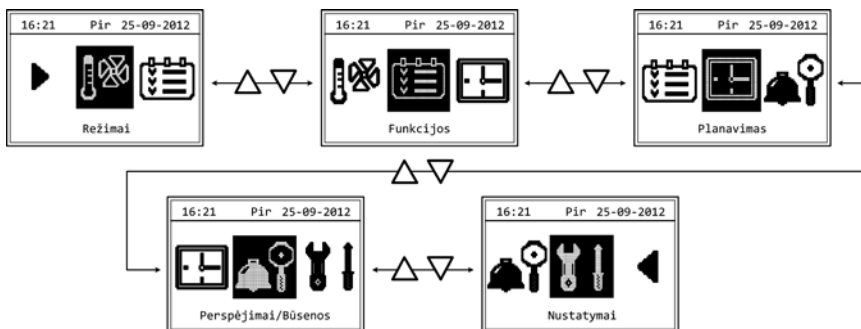 16:21 Pir 25-09-2012
Režimai
16:21 Pir 25-09-2012
Funkcijos
16:21 Pir 25-09-2012
Planavimas
16:21 Pir 25-09-2012
Perspėjimai/Būsenos
16:21 Pir 25-09-2012
Nustatymai